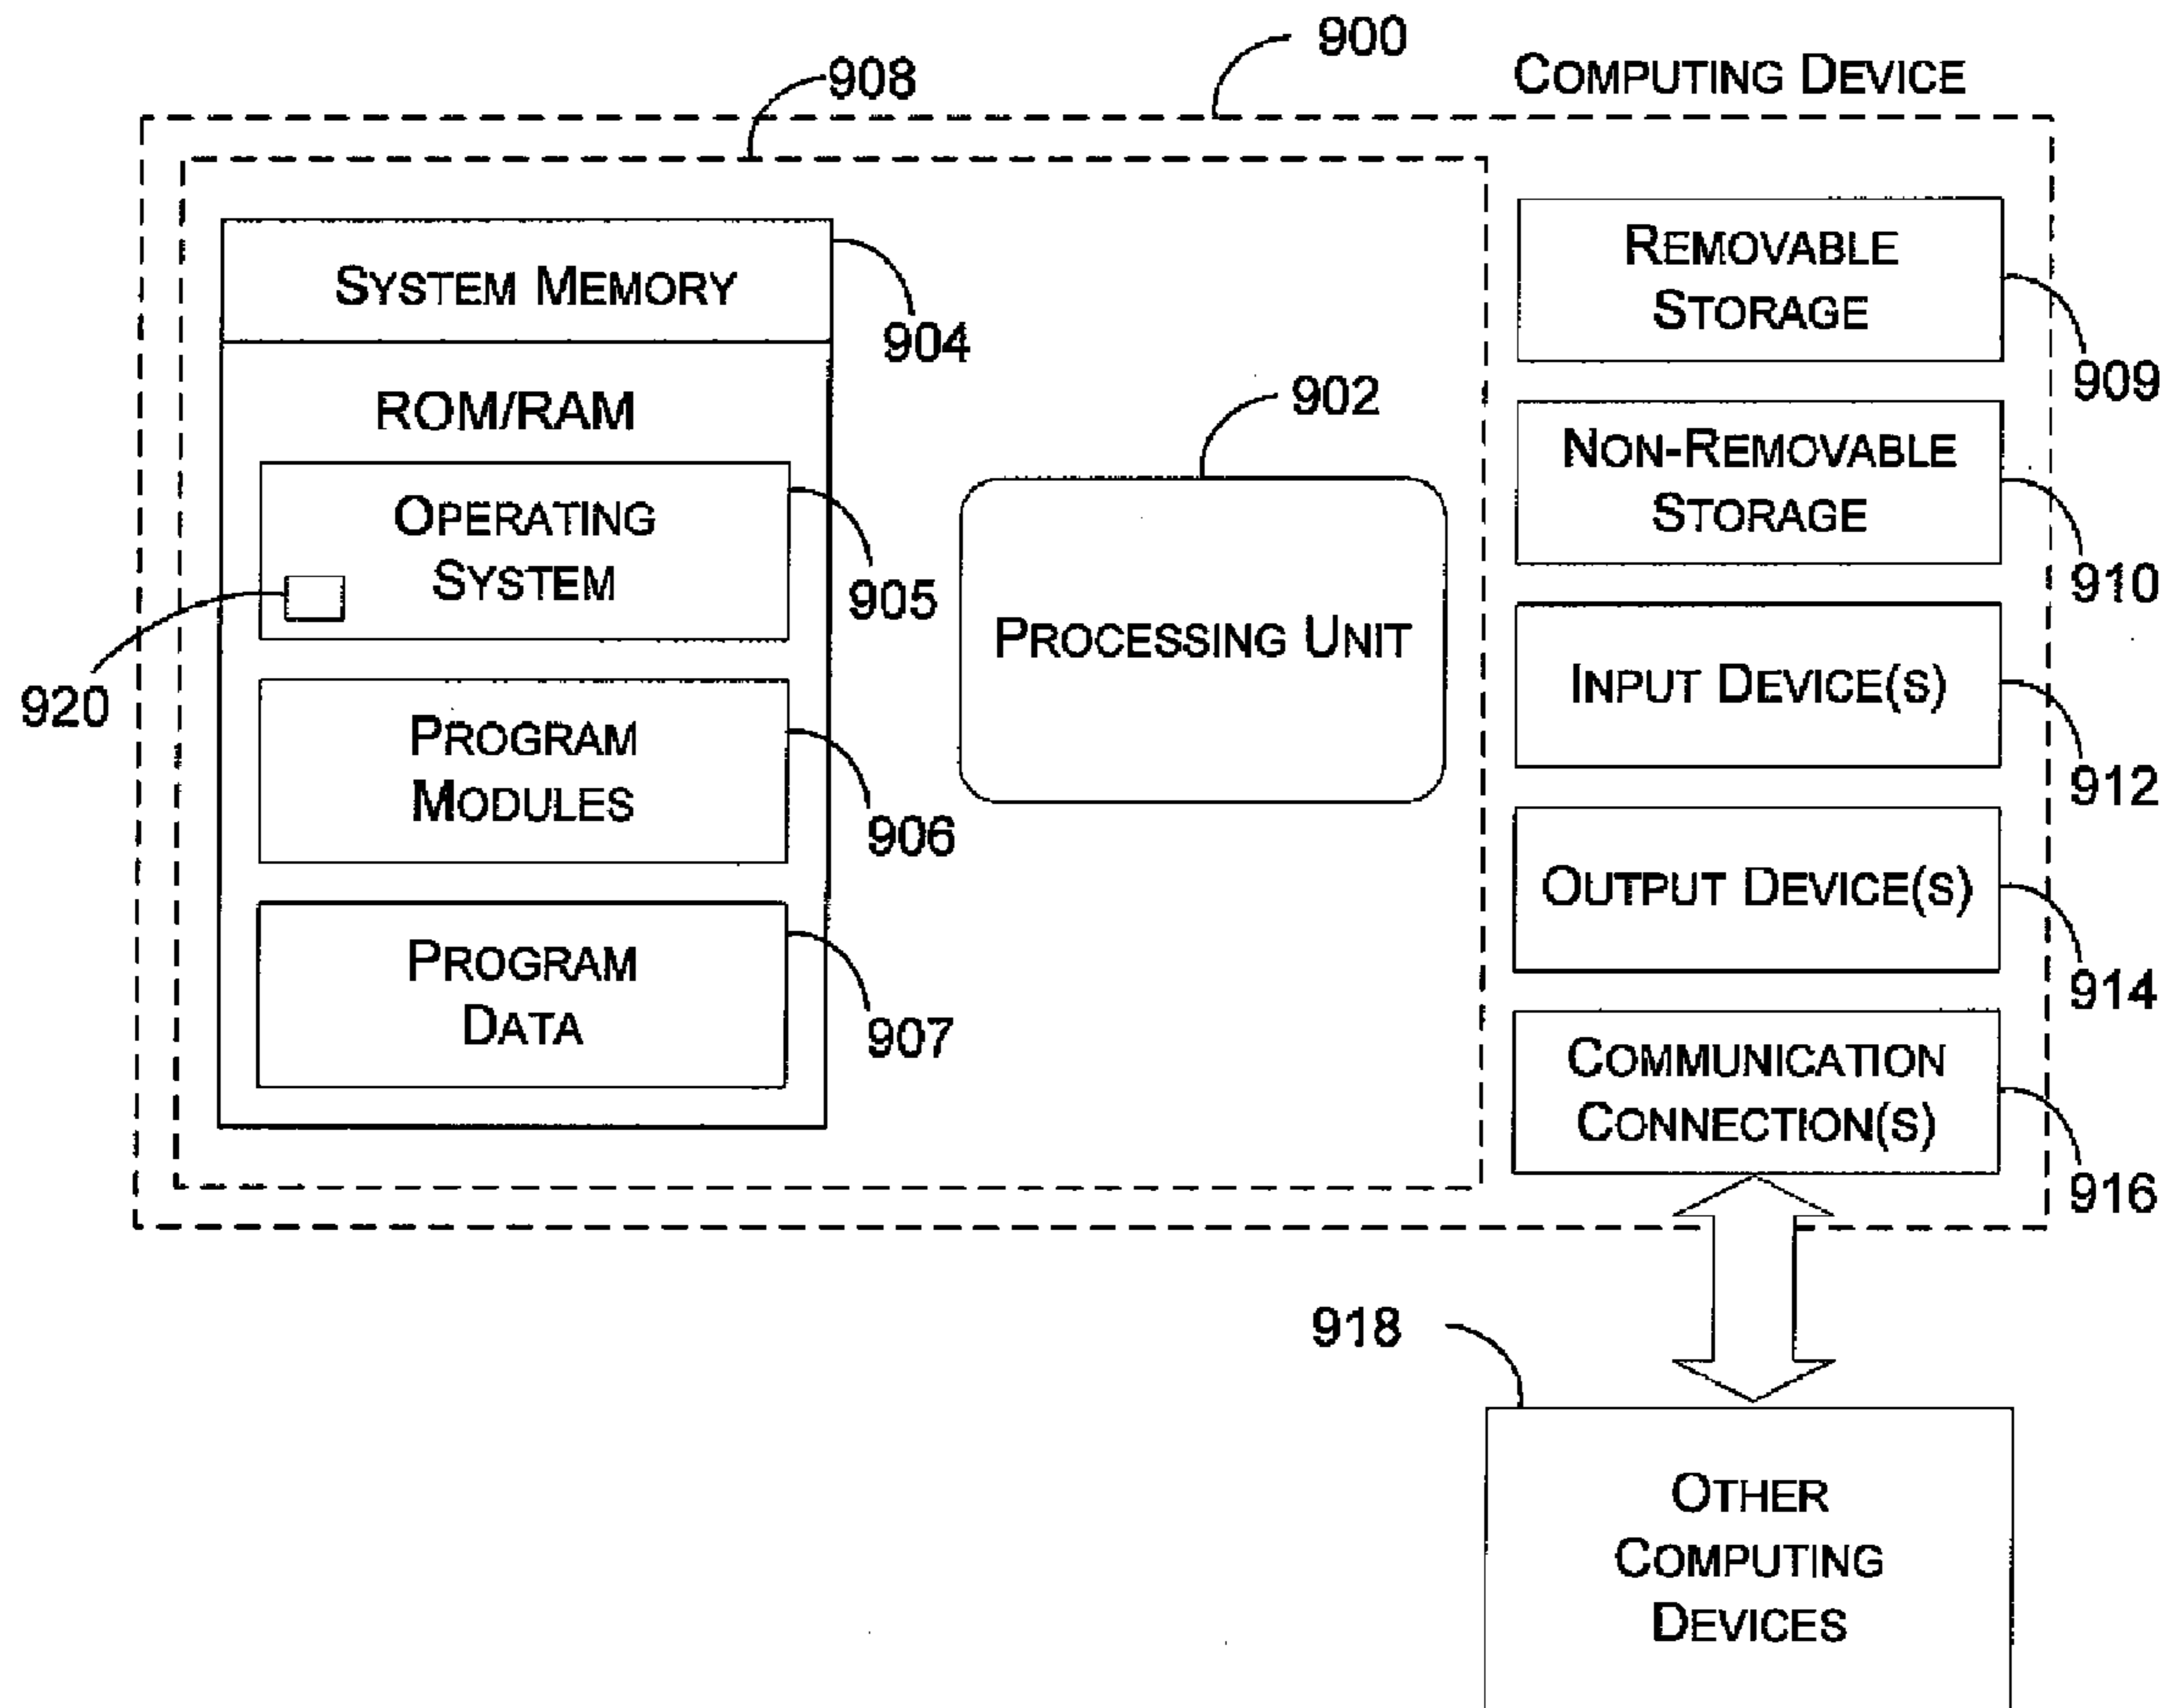 900
COMPUTING DEVICE
908
SYSTEM MEMORY
904
ROM/RAM
OPERATING
SYSTEM
905
920
PROGRAM
MODULES
906
PROGRAM
DATA
907
902
PROCESSING UNIT
REMOVABLE
STORAGE
909
NON-REMOVABLE
STORAGE
910
INPUT DEVICE(S)
912
OUTPUT DEVICE(S)
914
COMMUNICATION
CONNECTION(S)
916
918
OTHER
COMPUTING
DEVICES